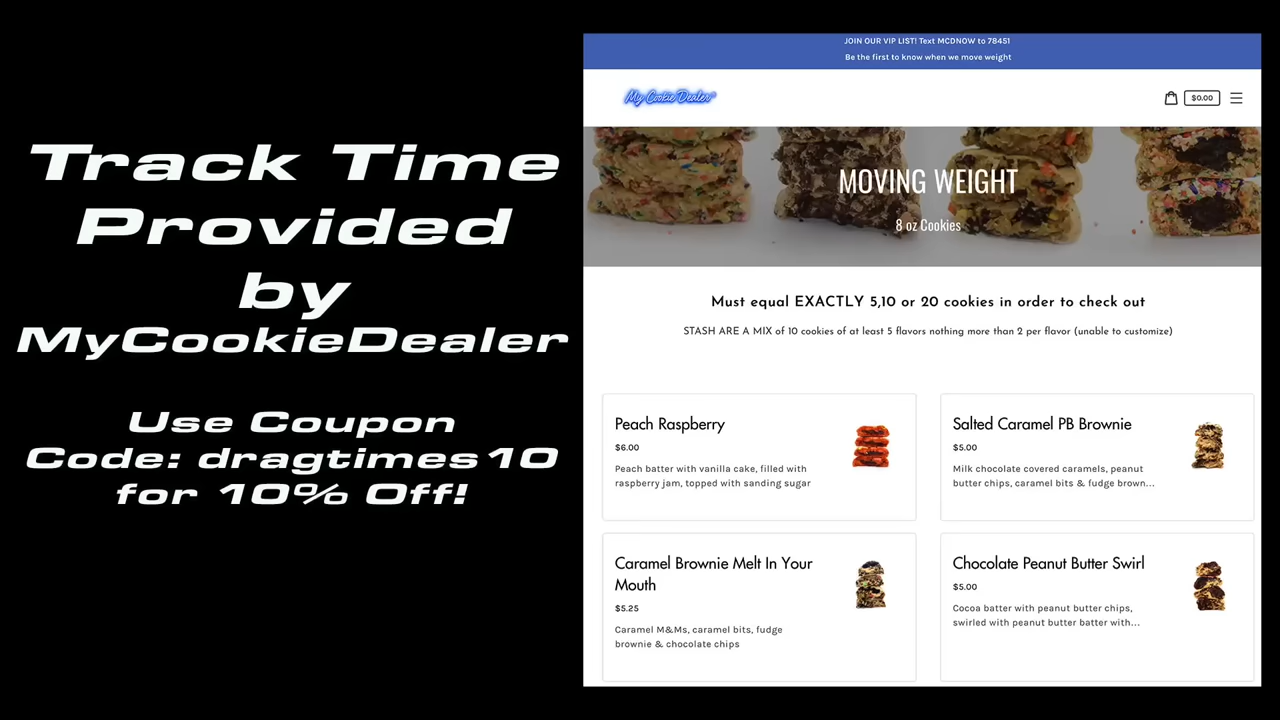 Track Time
Provided
by
MyCookieDealer
Use Coupon
Code: dragtimes10
for 10% Off!
JOIN OUR VIP LIST! Text MCDNOW to 78451
Be the first to know when we move weight
My Cookie Dealer
$0.00
MOVING WEIGHT
8 oz Cookies
Must equal EXACTLY 5,10 or 20 cookies in order to check out
STASH ARE A MIX of 10 cookies of at least 5 flavors nothing more than 2 per flavor (unable to customize)
Peach Raspberry
$6.00
Peach batter with vanilla cake, filled with
raspberry jam, topped with sanding sugar
Salted Caramel PB Brownie
$5.00
Milk chocolate covered caramels, peanut
butter chips, caramel bits & fudge brown...
Caramel Brownie Melt In Your
Mouth
$5.25
Caramel M&Ms, caramel bits, fudge
brownie & chocolate chips
Chocolate Peanut Butter Swirl
$5.00
Cocoa batter with peanut butter chips,
swirled with peanut butter batter with...